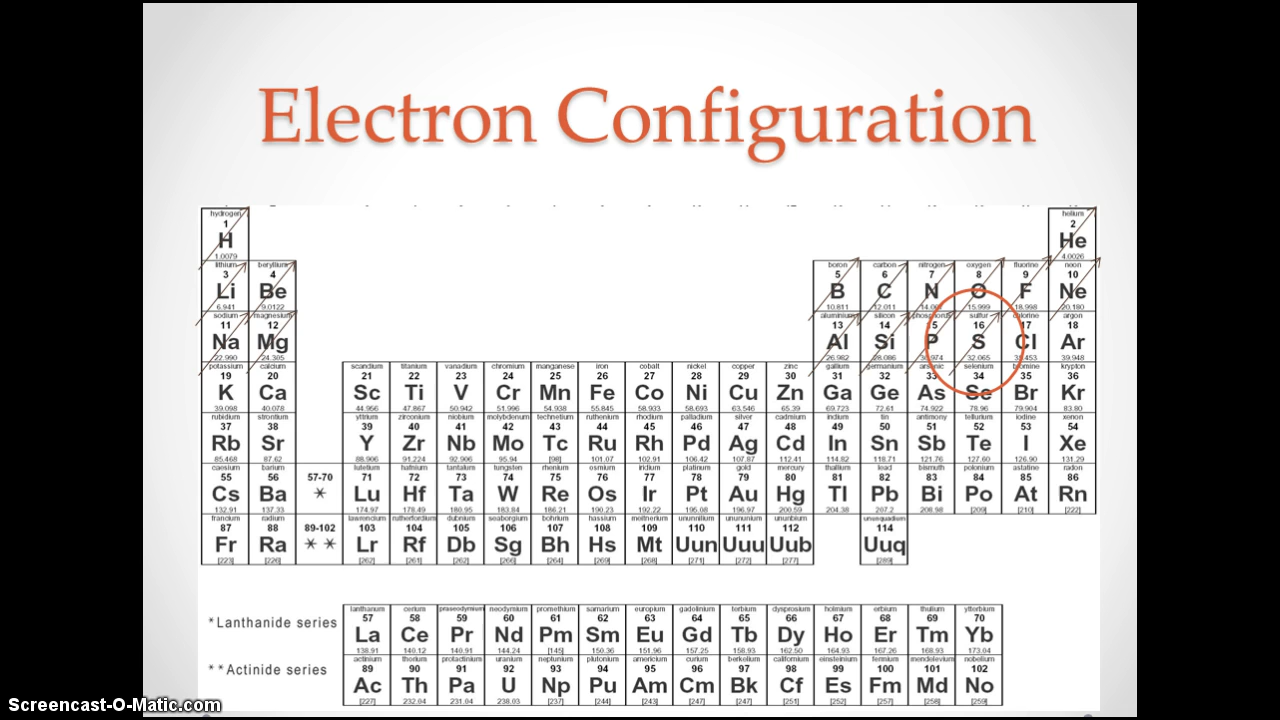 Electron Configuration
hydrogen helium
1 2
H He
1.0079 4.0026
lithium beryllium boron carbon nitrogen oxygen fluorine neon
3 4 5 6 7 8 9 10
Li Be B C N O F Ne
6.941 9.0122 10.811 12.011 15.999 18.998 20.180
sodium magnesium aluminium silicon phosphorus sulfur chlorine argon
11 12 13 14 15 16 17 18
Na Mg Al Si P S Cl Ar
22.990 24.305 26.982 28.086 30.974 32.065 35.453 39.948
potassium calcium scandium titanium vanadium chromium manganese iron cobalt nickel copper zinc gallium germanium arsenic selenium bromine krypton
19 20 21 22 23 24 25 26 27 28 29 30 31 32 33 34 35 36
K Ca Sc Ti V Cr Mn Fe Co Ni Cu Zn Ga Ge As Se Br Kr
39.098 40.078 44.956 47.867 50.942 51.996 54.938 55.845 58.933 58.693 63.546 65.39 69.723 72.61 74.922 78.96 79.904 83.80
rubidium strontium yttrium zirconium niobium molybdenum technetium ruthenium rhodium palladium silver cadmium indium tin antimony tellurium iodine xenon
37 38 39 40 41 42 43 44 45 46 47 48 49 50 51 52 53 54
Rb Sr Y Zr Nb Mo Tc Ru Rh Pd Ag Cd In Sn Sb Te I Xe
85.468 87.62 88.906 91.224 92.906 95.94 [98] 101.07 102.91 106.42 107.87 112.41 114.82 118.71 121.76 127.60 126.90 131.29
caesium barium lutetium hafnium tantalum tungsten rhenium osmium iridium platinum gold mercury thallium lead bismuth polonium astatine radon
55 56 57-70 71 72 73 74 75 76 77 78 79 80 81 82 83 84 85 86
Cs Ba * Lu Hf Ta W Re Os Ir Pt Au Hg Tl Pb Bi Po At Rn
132.91 137.33 174.97 178.49 180.95 183.84 186.21 190.23 192.22 195.08 196.97 200.59 204.38 207.2 208.98 [209] [210] [222]
francium radium lawrencium rutherfordium dubnium seaborgium bohrium hassium meitnerium ununnilium unununium ununbium ununquadium
87 88 89-102 103 104 105 106 107 108 109 110 111 112 114
Fr Ra * * Lr Rf Db Sg Bh Hs Mt Uun Uuu Uub Uuq
[223] [226] [262] [261] [262] [266] [264] [269] [268] [271] [272] [277] [289]
lanthanum cerium praseodymium neodymium promethium samarium europium gadolinium terbium dysprosium holmium erbium thulium ytterbium
*Lanthanide series 57 58 59 60 61 62 63 64 65 66 67 68 69 70
La Ce Pr Nd Pm Sm Eu Gd Tb Dy Ho Er Tm Yb
138.91 140.12 140.91 144.24 [145] 150.36 151.96 157.25 158.93 162.50 164.93 167.26 168.93 173.04
actinium thorium protactinium uranium neptunium plutonium americium curium berkelium californium einsteinium fermium mendelevium nobelium
**Actinide series 89 90 91 92 93 94 95 96 97 98 99 100 101 102
Ac Th Pa U Np Pu Am Cm Bk Cf Es Fm Md No
[227] 232.04 231.04 238.03 [237] [244] [243] [247] [247] [251] [252] [257] [258] [259]
Screencast-O-Matic.com